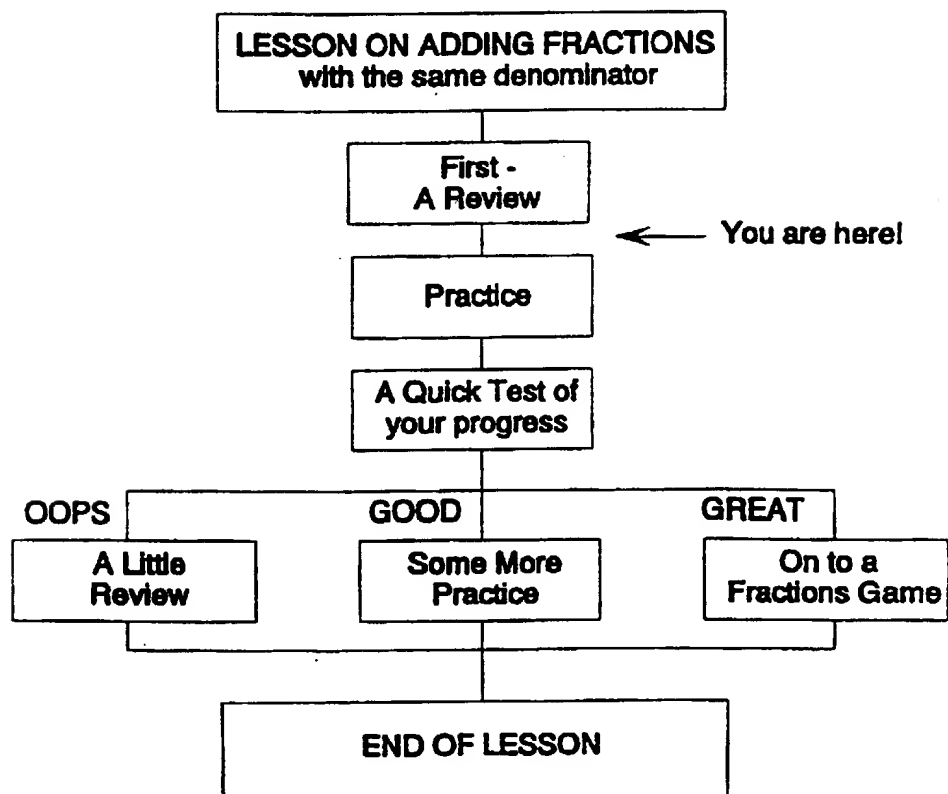 LESSON ON ADDING FRACTIONS
with the same denominator
First -
A Review
You are here!
Practice
A Quick Test of
your progress
OOPS
GOOD
GREAT
A Little
Review
Some More
Practice
On to a
Fractions Game
END OF LESSON